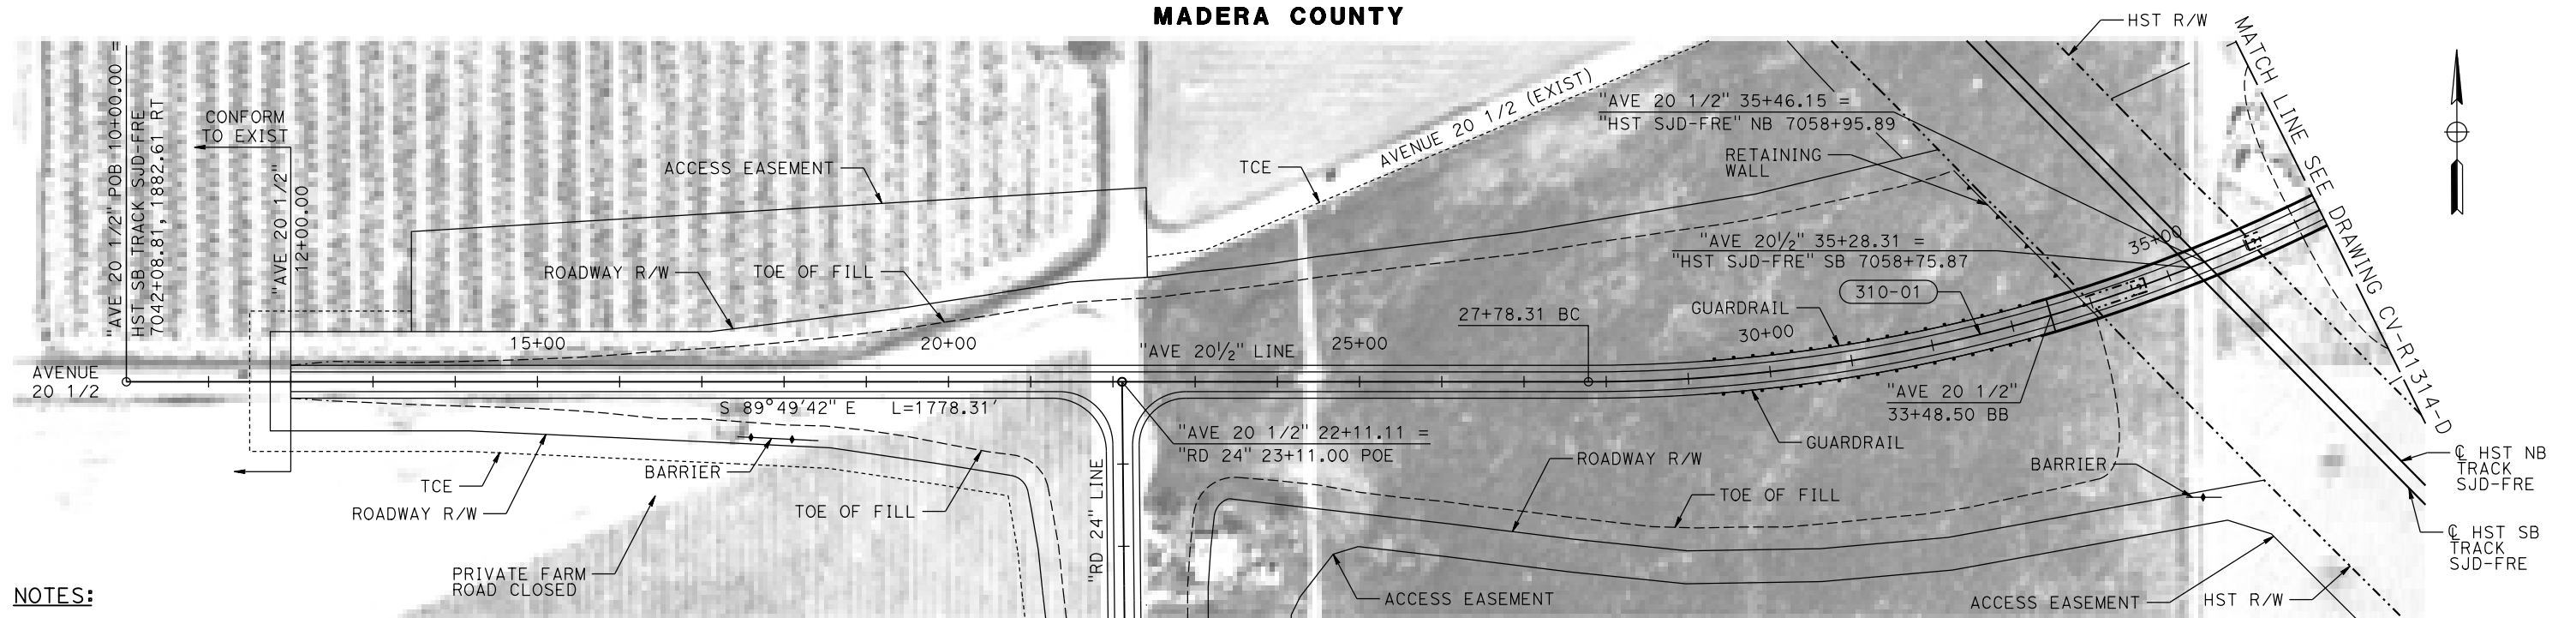 MADERA COUNTY
HST R/W
MATCH LINE SEE DRAWING CV-R1314-D
"AVE 20 1/2" POB 10+00.00 =
HST SB TRACK SJD-FRE
7042+08.81, 1882.61 RT
CONFORM
TO EXIST
"AVE 20 1/2"
12+00.00
ACCESS EASEMENT
TCE
AVENUE 20 1/2 (EXIST)
"AVE 20 1/2" 35+46.15 =
"HST SJD-FRE" NB 7058+95.89
RETAINING
WALL
"AVE 20½" 35+28.31 =
"HST SJD-FRE" SB 7058+75.87
35+00
ROADWAY R/W
TOE OF FILL
310-01
GUARDRAIL
27+78.31 BC
30+00
15+00
20+00
"AVE 20½" LINE
25+00
AVENUE
20 1/2
"AVE 20 1/2"
33+48.50 BB
S 89°49'42" E L=1778.31'
"AVE 20 1/2" 22+11.11 =
"RD 24" 23+11.00 POE
GUARDRAIL
BARRIER
ROADWAY R/W
BARRIER
℄ HST NB
TRACK
SJD-FRE
TCE
ROADWAY R/W
TOE OF FILL
"RD 24" LINE
TOE OF FILL
℄ HST SB
TRACK
SJD-FRE
PRIVATE FARM
ROAD CLOSED
NOTES:
ACCESS EASEMENT
ACCESS EASEMENT
HST R/W